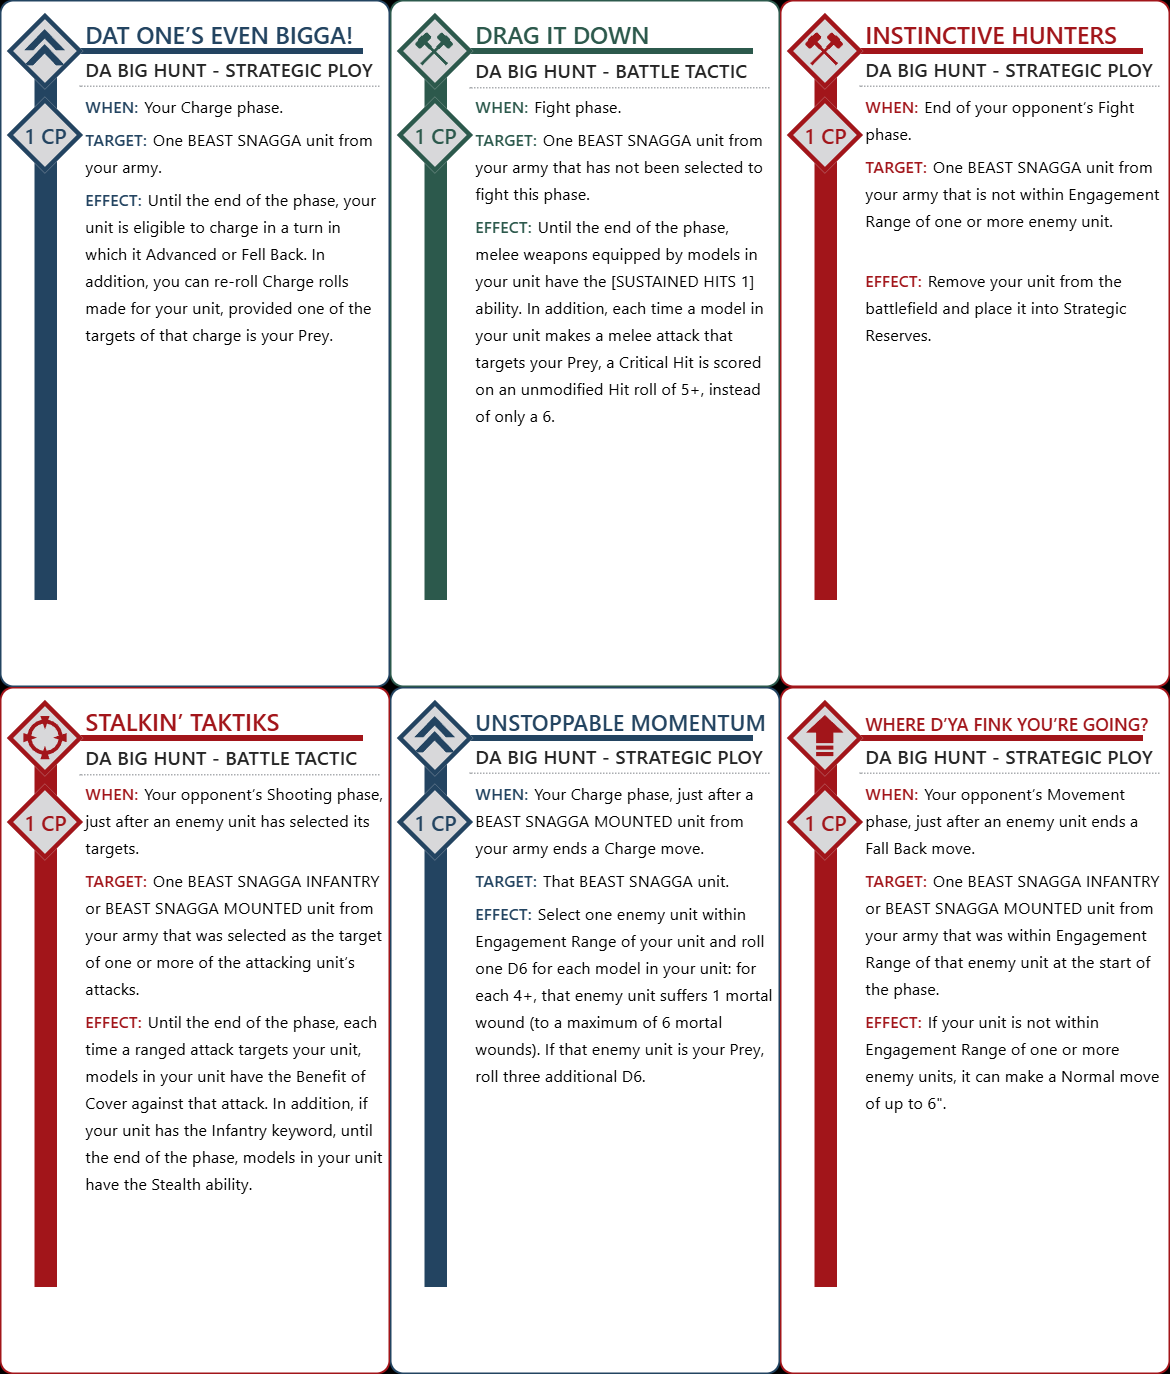 DAT ONE’S EVEN BIGGA!
DA BIG HUNT - STRATEGIC PLOY
1 CP
WHEN: Your Charge phase.
TARGET: One BEAST SNAGGA unit from
your army.
EFFECT: Until the end of the phase, your
unit is eligible to charge in a turn in
which it Advanced or Fell Back. In
addition, you can re-roll Charge rolls
made for your unit, provided one of the
targets of that charge is your Prey.
DRAG IT DOWN
DA BIG HUNT - BATTLE TACTIC
1 CP
WHEN: Fight phase.
TARGET: One BEAST SNAGGA unit from
your army that has not been selected to
fight this phase.
EFFECT: Until the end of the phase,
melee weapons equipped by models in
your unit have the [SUSTAINED HITS 1]
ability. In addition, each time a model in
your unit makes a melee attack that
targets your Prey, a Critical Hit is scored
on an unmodified Hit roll of 5+, instead
of only a 6.
INSTINCTIVE HUNTERS
DA BIG HUNT - STRATEGIC PLOY
1 CP
WHEN: End of your opponent’s Fight
phase.
TARGET: One BEAST SNAGGA unit from
your army that is not within Engagement
Range of one or more enemy unit.
EFFECT: Remove your unit from the
battlefield and place it into Strategic
Reserves.
STALKIN’ TAKTIKS
DA BIG HUNT - BATTLE TACTIC
1 CP
WHEN: Your opponent’s Shooting phase,
just after an enemy unit has selected its
targets.
TARGET: One BEAST SNAGGA INFANTRY
or BEAST SNAGGA MOUNTED unit from
your army that was selected as the target
of one or more of the attacking unit’s
attacks.
EFFECT: Until the end of the phase, each
time a ranged attack targets your unit,
models in your unit have the Benefit of
Cover against that attack. In addition, if
your unit has the Infantry keyword, until
the end of the phase, models in your unit
have the Stealth ability.
UNSTOPPABLE MOMENTUM
DA BIG HUNT - STRATEGIC PLOY
1 CP
WHEN: Your Charge phase, just after a
BEAST SNAGGA MOUNTED unit from
your army ends a Charge move.
TARGET: That BEAST SNAGGA unit.
EFFECT: Select one enemy unit within
Engagement Range of your unit and roll
one D6 for each model in your unit: for
each 4+, that enemy unit suffers 1 mortal
wound (to a maximum of 6 mortal
wounds). If that enemy unit is your Prey,
roll three additional D6.
WHERE D’YA FINK YOU’RE GOING?
DA BIG HUNT - STRATEGIC PLOY
1 CP
WHEN: Your opponent’s Movement
phase, just after an enemy unit ends a
Fall Back move.
TARGET: One BEAST SNAGGA INFANTRY
or BEAST SNAGGA MOUNTED unit from
your army that was within Engagement
Range of that enemy unit at the start of
the phase.
EFFECT: If your unit is not within
Engagement Range of one or more
enemy units, it can make a Normal move
of up to 6".